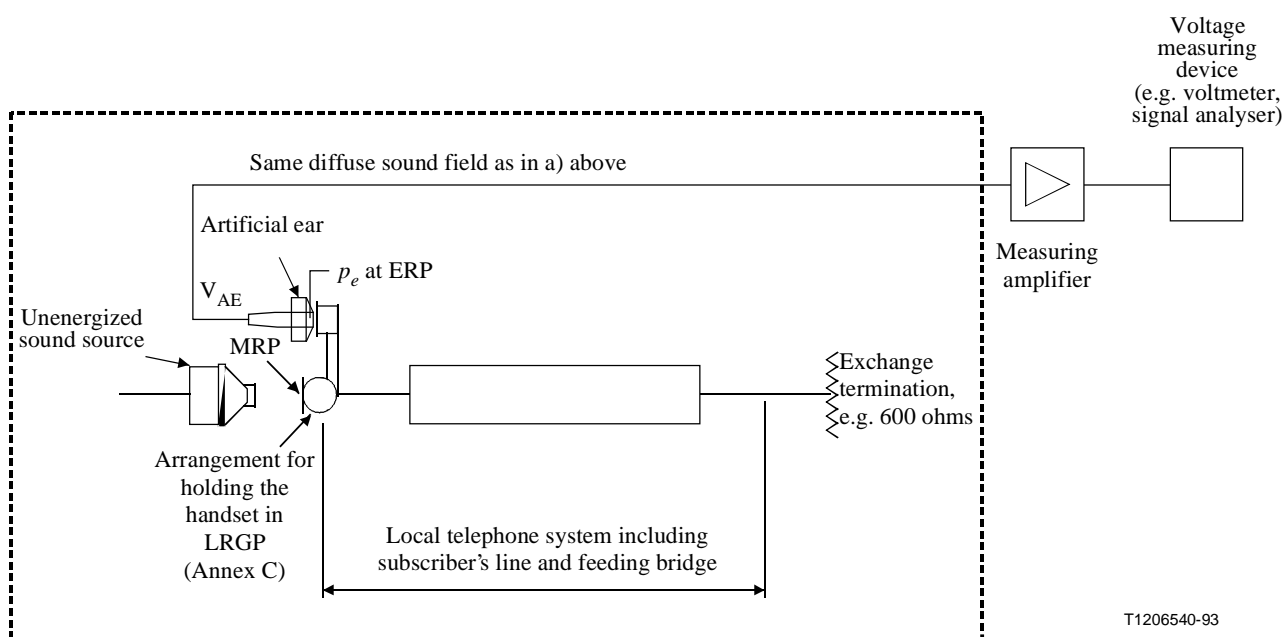 Voltage
measuring
device
(e.g. voltmeter,
signal analyser)
Same diffuse sound field as in a) above
Artificial ear
pe at ERP
VAE
Measuring
amplifier
Unenergized
sound source
MRP
Exchange
termination,
e.g. 600 ohms
Arrangement for
holding the
handset in
LRGP
(Annex C)
Local telephone system including
subscriber's line and feeding bridge
T1206540-93